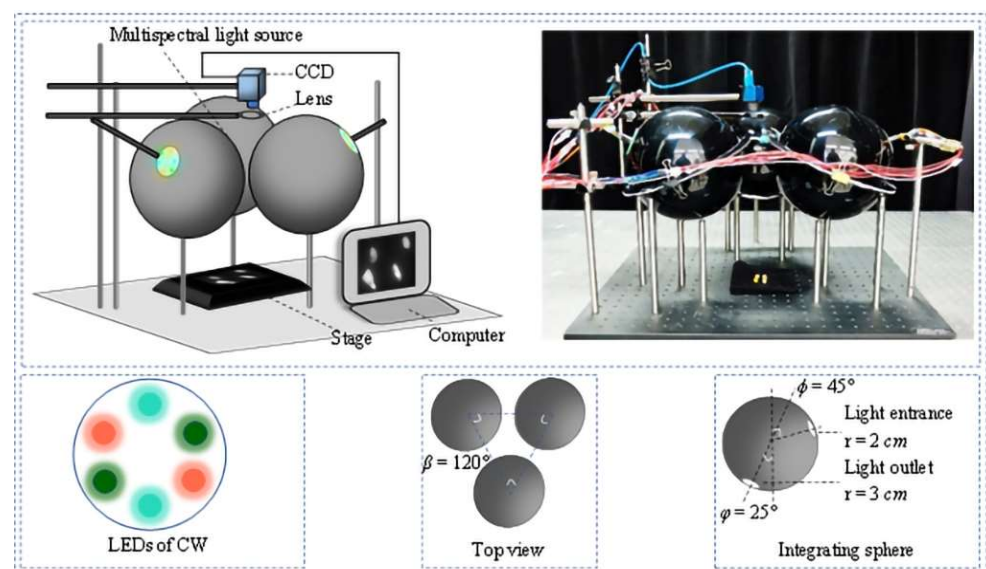 Multispectral light source
CCD
Lens
Stage
Computer
LEDs of CW
β = 120°
Top view
ϕ = 45°
Light entrance
r = 2 cm
Light outlet
r = 3 cm
φ = 25°
Integrating sphere